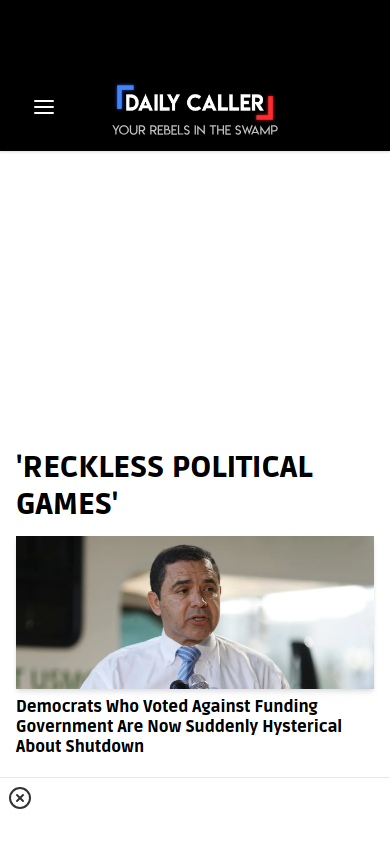 DAILY CALLER
YOUR REBELS IN THE SWAMP
'RECKLESS POLITICAL
GAMES'
Democrats Who Voted Against Funding
Government Are Now Suddenly Hysterical
About Shutdown